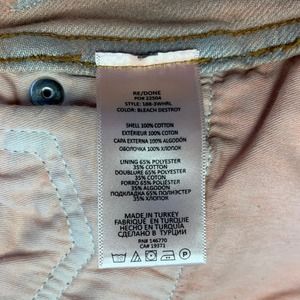 RE/DONE
PO# 22504
STYLE: 188-3WHRL
COLOR: BLEACH DESTROY
SHELL 100% COTTON
EXTÉRIEUR 100% COTON
CAPA EXTERNA 100% ALGODÓN
ОБОЛОЧКА 100% ХЛОПОК
LINING 65% POLYESTER
35% COTTON
DOUBLURE 65% POLYESTER
35% COTON
FORRO 65% POLIÉSTER
35% ALGODÓN
ПОДКЛАДКА 65% ПОЛИЭСТЕР
35% ХЛОПОК
MADE IN TURKEY
FABRIQUÉ EN TURQUIE
HECHO EN TURQUÍA
СДЕЛАНО В ТУРЦИИ
RN# 146770
CA# 19371
P